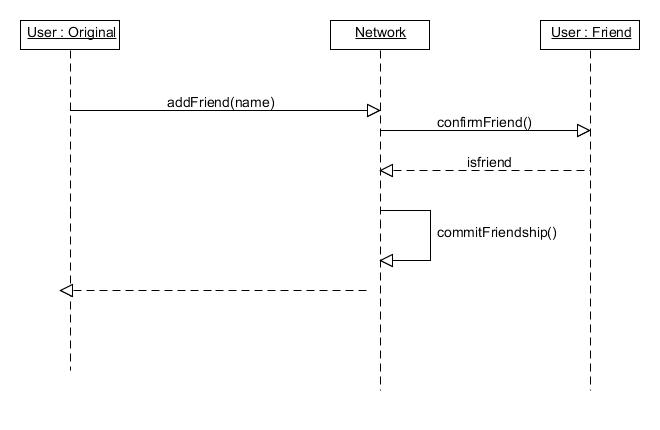 User : Original
Network
User : Friend
addFriend(name)
confirmFriend()
isfriend
commitFriendship()